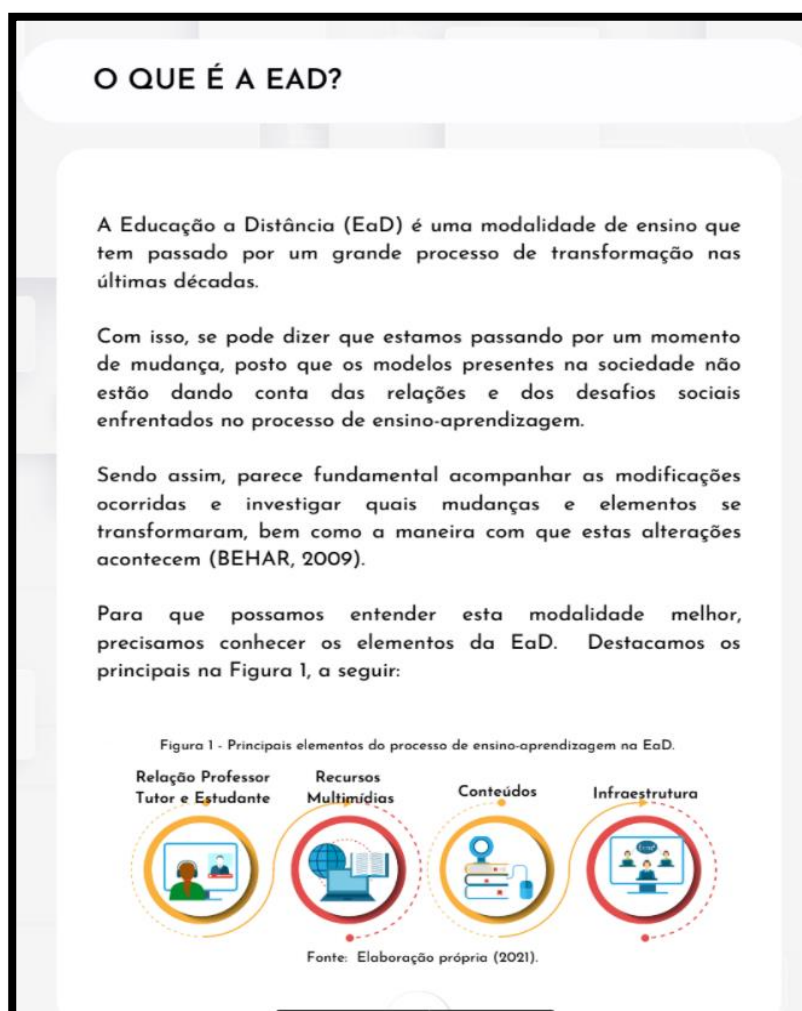 O QUE É A EAD?
A Educação a Distância (EaD) é uma modalidade de ensino que
tem passado por um grande processo de transformação nas
últimas décadas.
Com isso, se pode dizer que estamos passando por um momento
de mudança, posto que os modelos presentes na sociedade não
estão dando conta das relações e dos desafios sociais
enfrentados no processo de ensino-aprendizagem.
Sendo assim, parece fundamental acompanhar as modificações
ocorridas e investigar quais mudanças e elementos se
transformaram, bem como a maneira com que estas alterações
acontecem (BEHAR, 2009).
Para que possamos entender esta modalidade melhor,
precisamos conhecer os elementos da EaD. Destacamos os
principais na Figura 1, a seguir:
Figura 1 - Principais elementos do processo de ensino-aprendizagem na EaD.
Relação Professor
Tutor e Estudante
Recursos
Multimídias
Conteúdos
Infraestrutura
Fonte: Elaboração própria (2021).